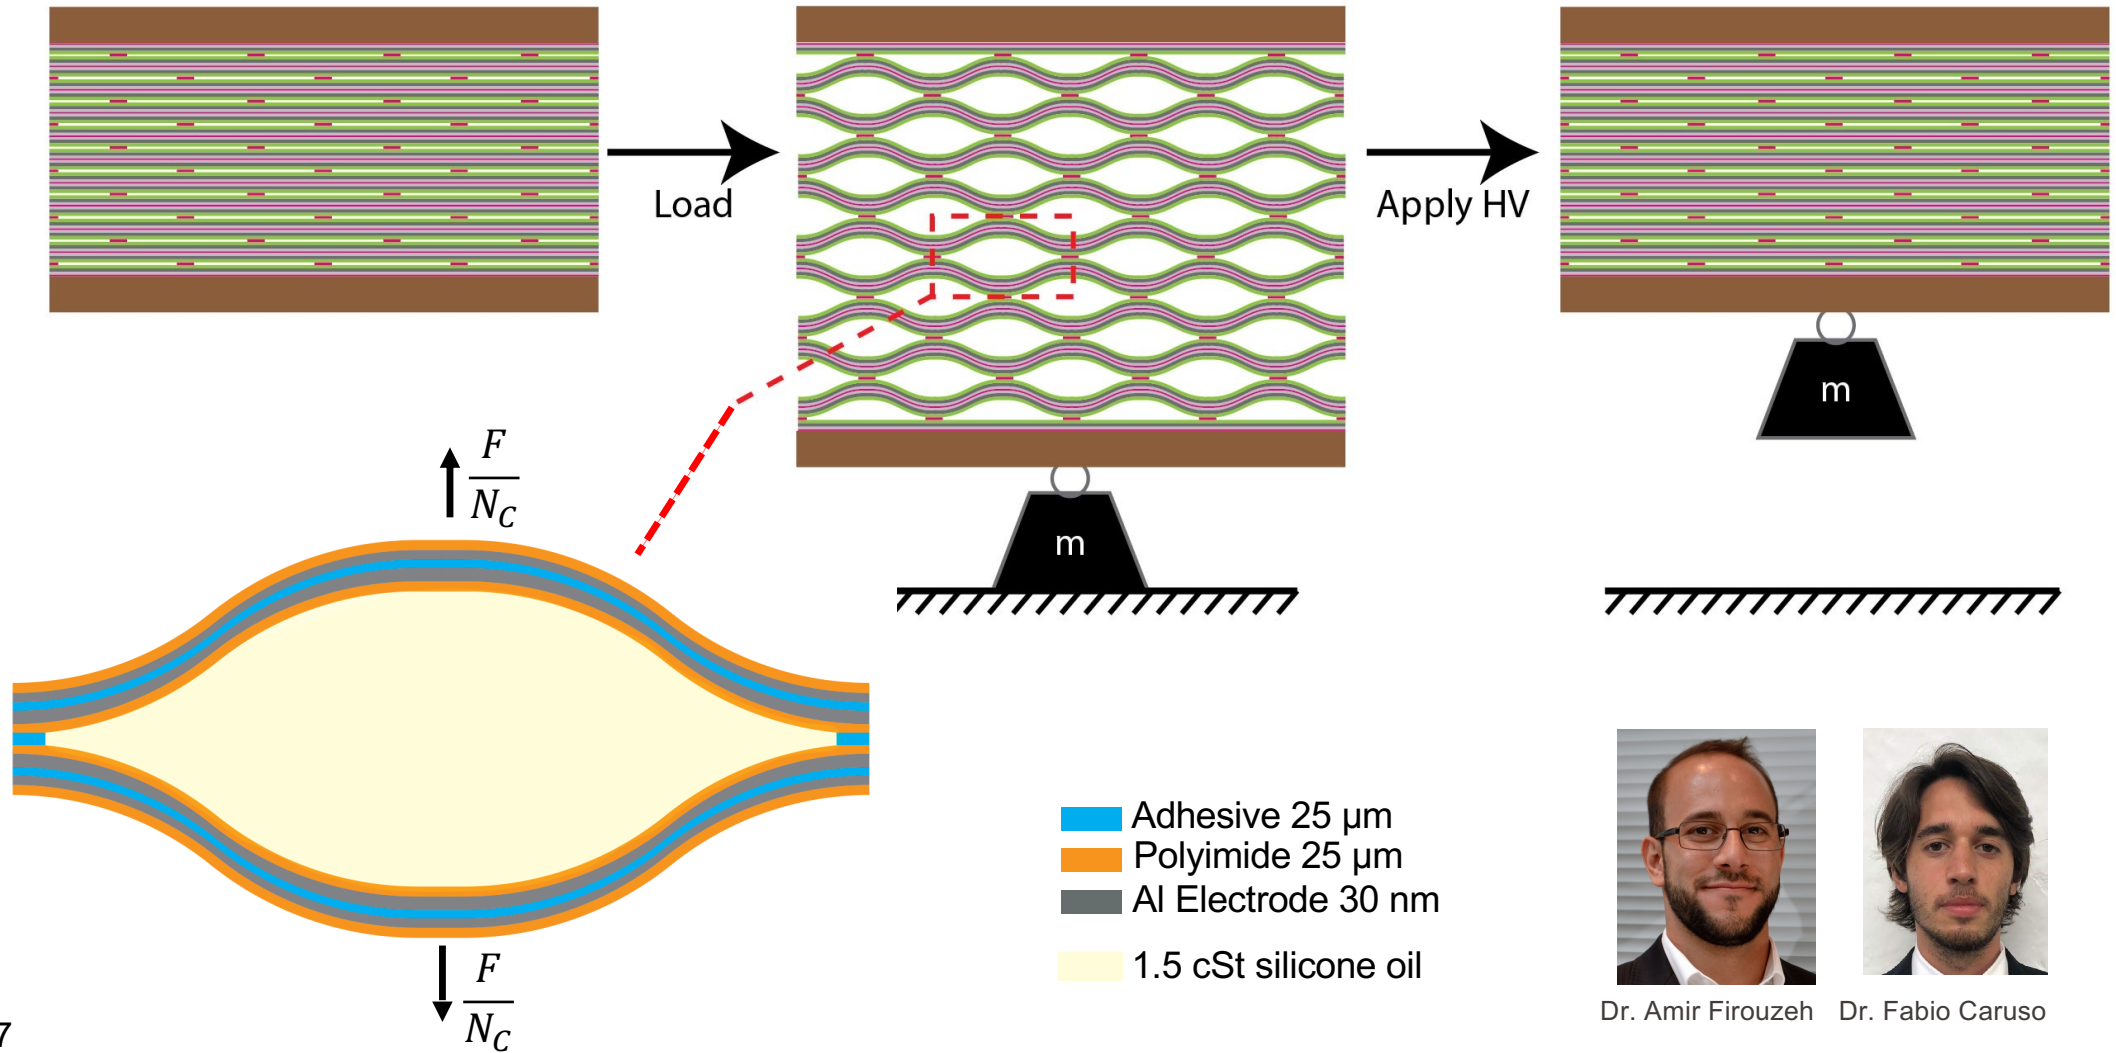 Load
Apply HV
m
m
F
N_C
F
N_C
Adhesive 25 µm
Polyimide 25 µm
Al Electrode 30 nm
1.5 cSt silicone oil
Dr. Amir Firouzeh
Dr. Fabio Caruso
7